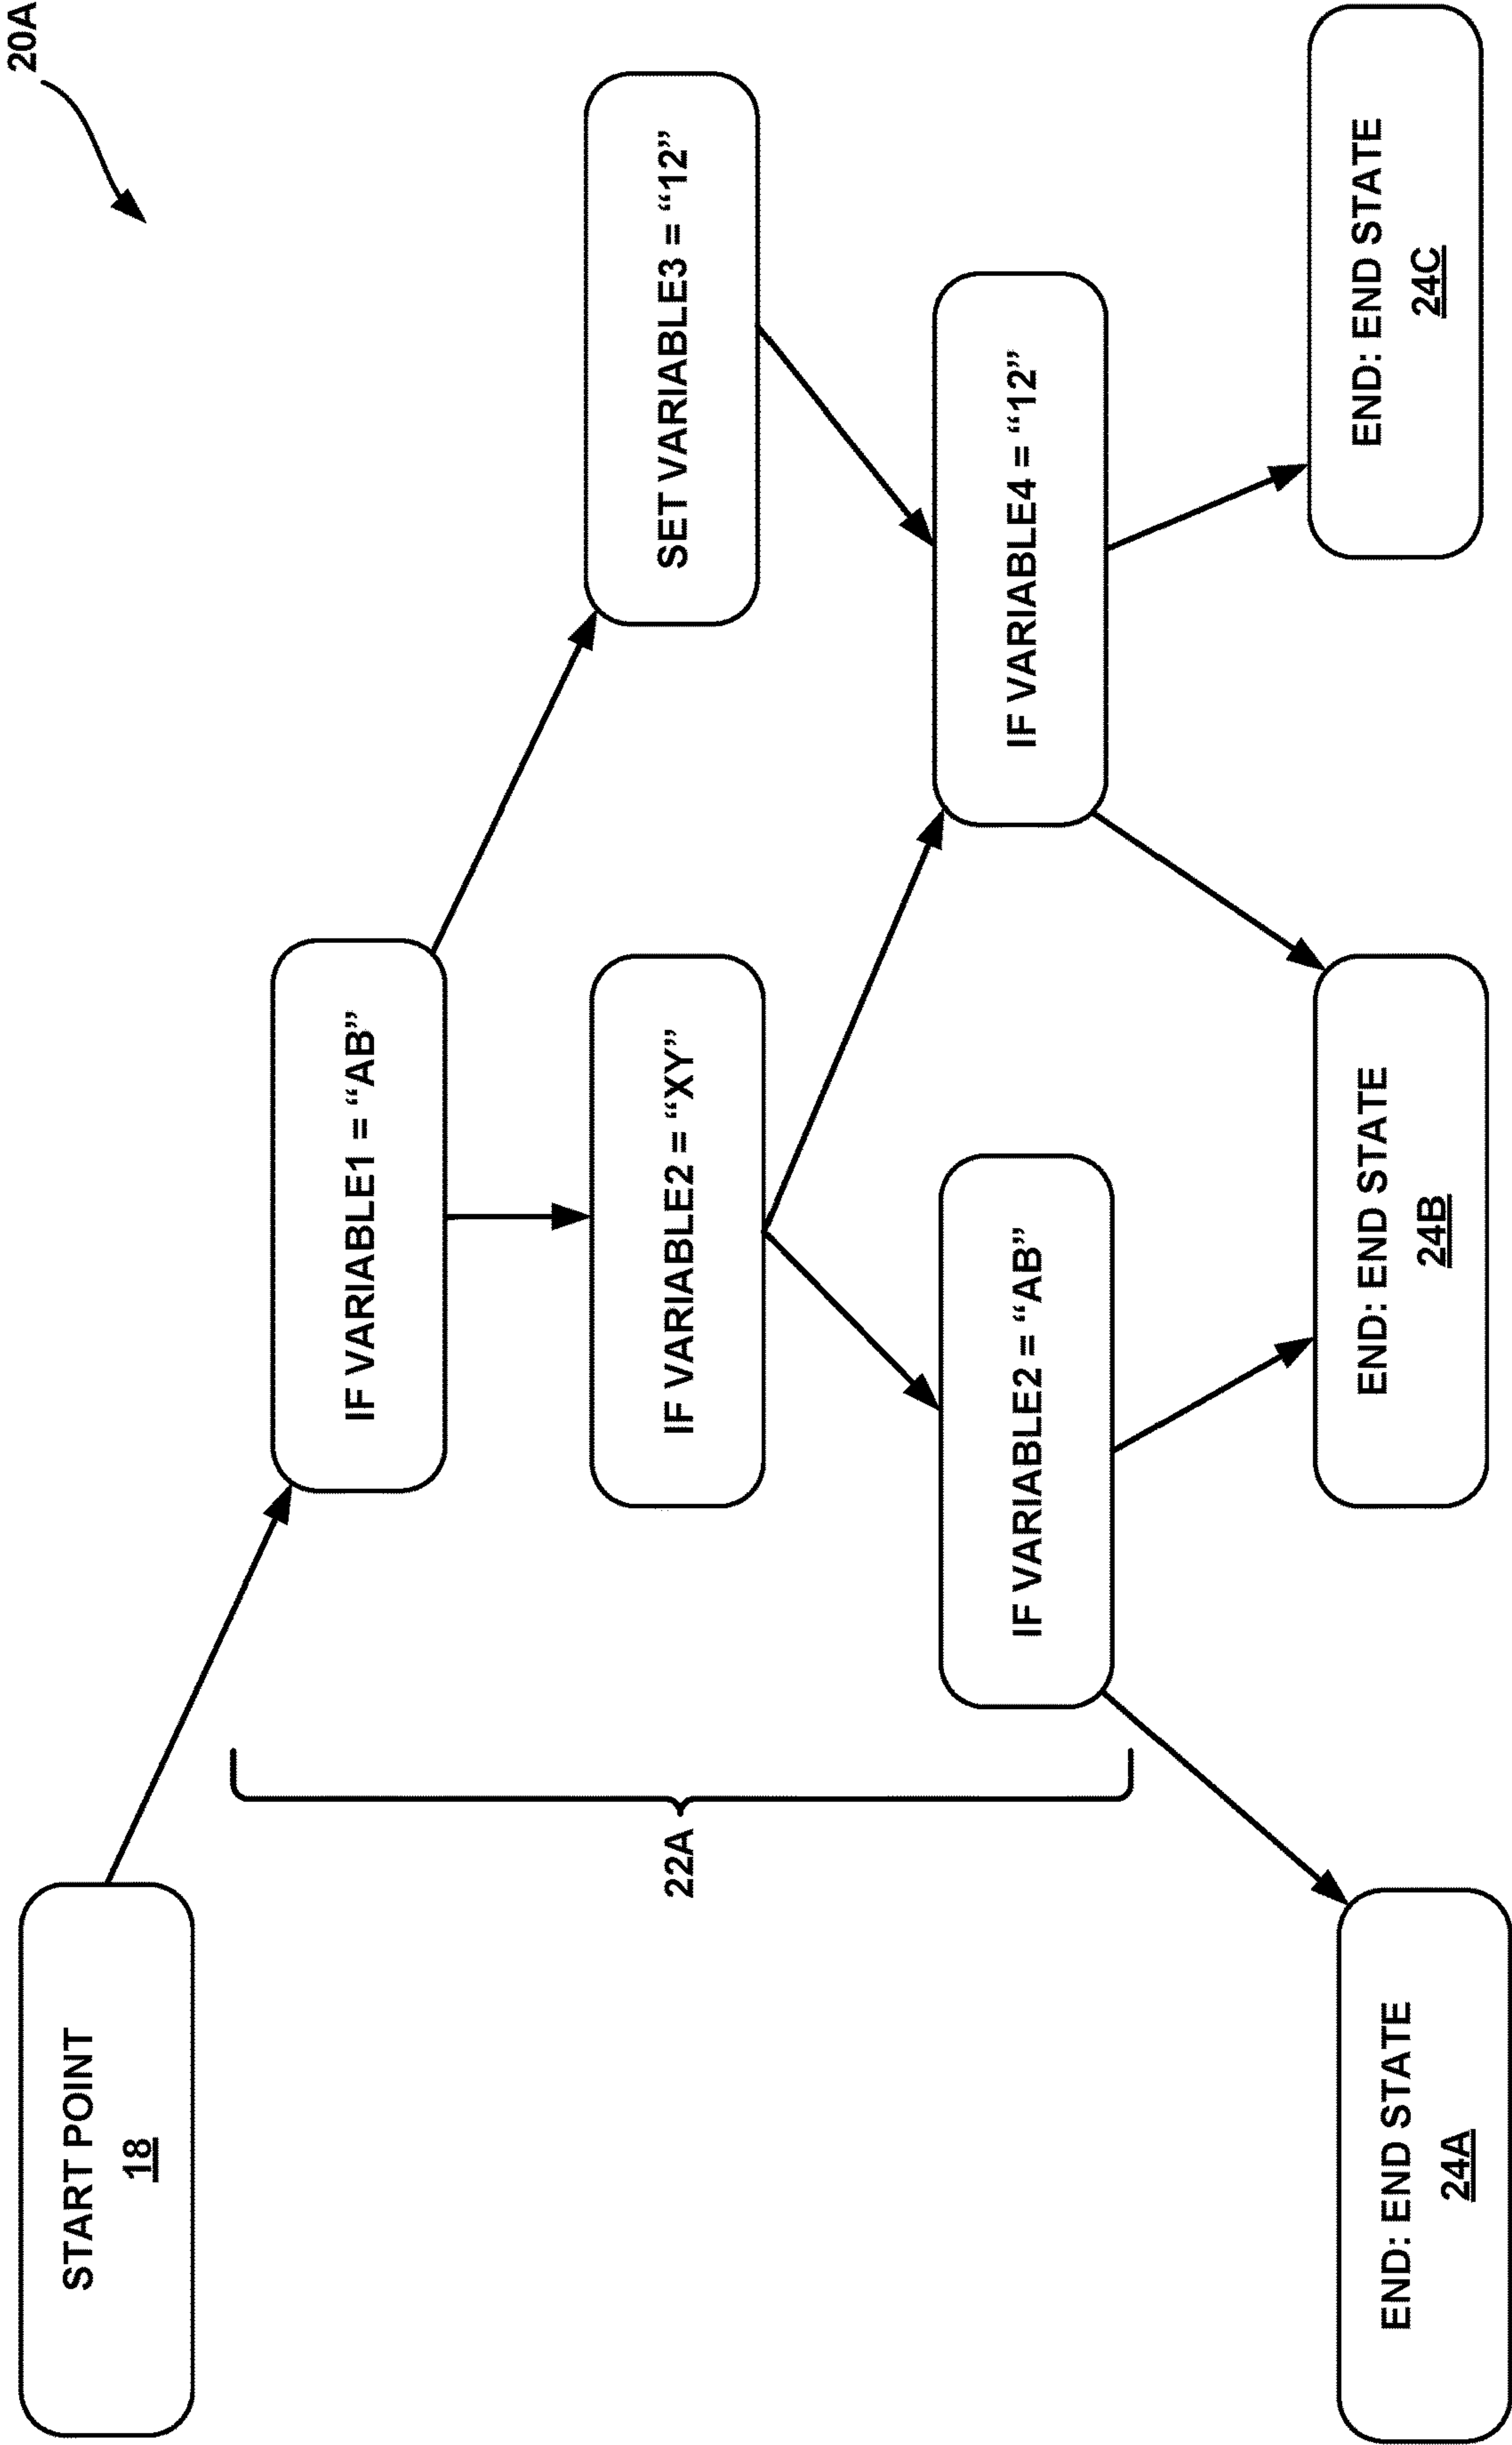 20A
START POINT
18
IF VARIABLE1 = “AB”
IF VARIABLE2 = “XY”
SET VARIABLE3 = “12”
22A
IF VARIABLE2 = “AB”
IF VARIABLE4 = “12”
END: END STATE
24A
END: END STATE
24B
END: END STATE
24C